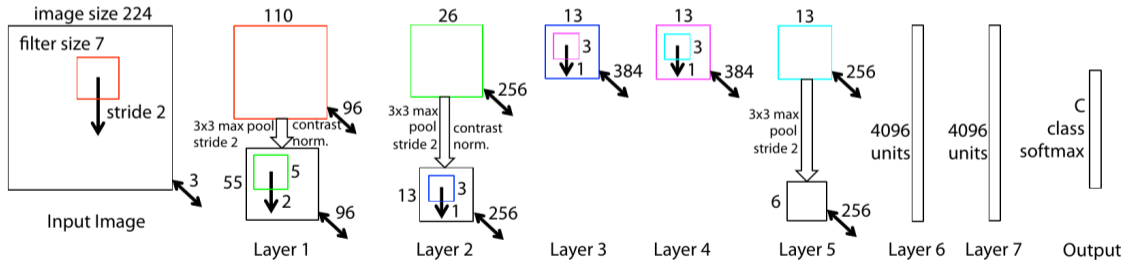 image size 224
filter size 7
stride 2
3
Input Image
110
96
3x3 max pool
stride 2
contrast
norm.
55
5
2
96
Layer 1
26
256
3x3 max
pool
stride 2
contrast
norm.
13
3
1
256
Layer 2
13
3
1
384
Layer 3
13
3
1
384
Layer 4
13
256
3x3 max
pool
stride 2
6
256
Layer 5
4096
units
Layer 6
4096
units
Layer 7
C
class
softmax
Output